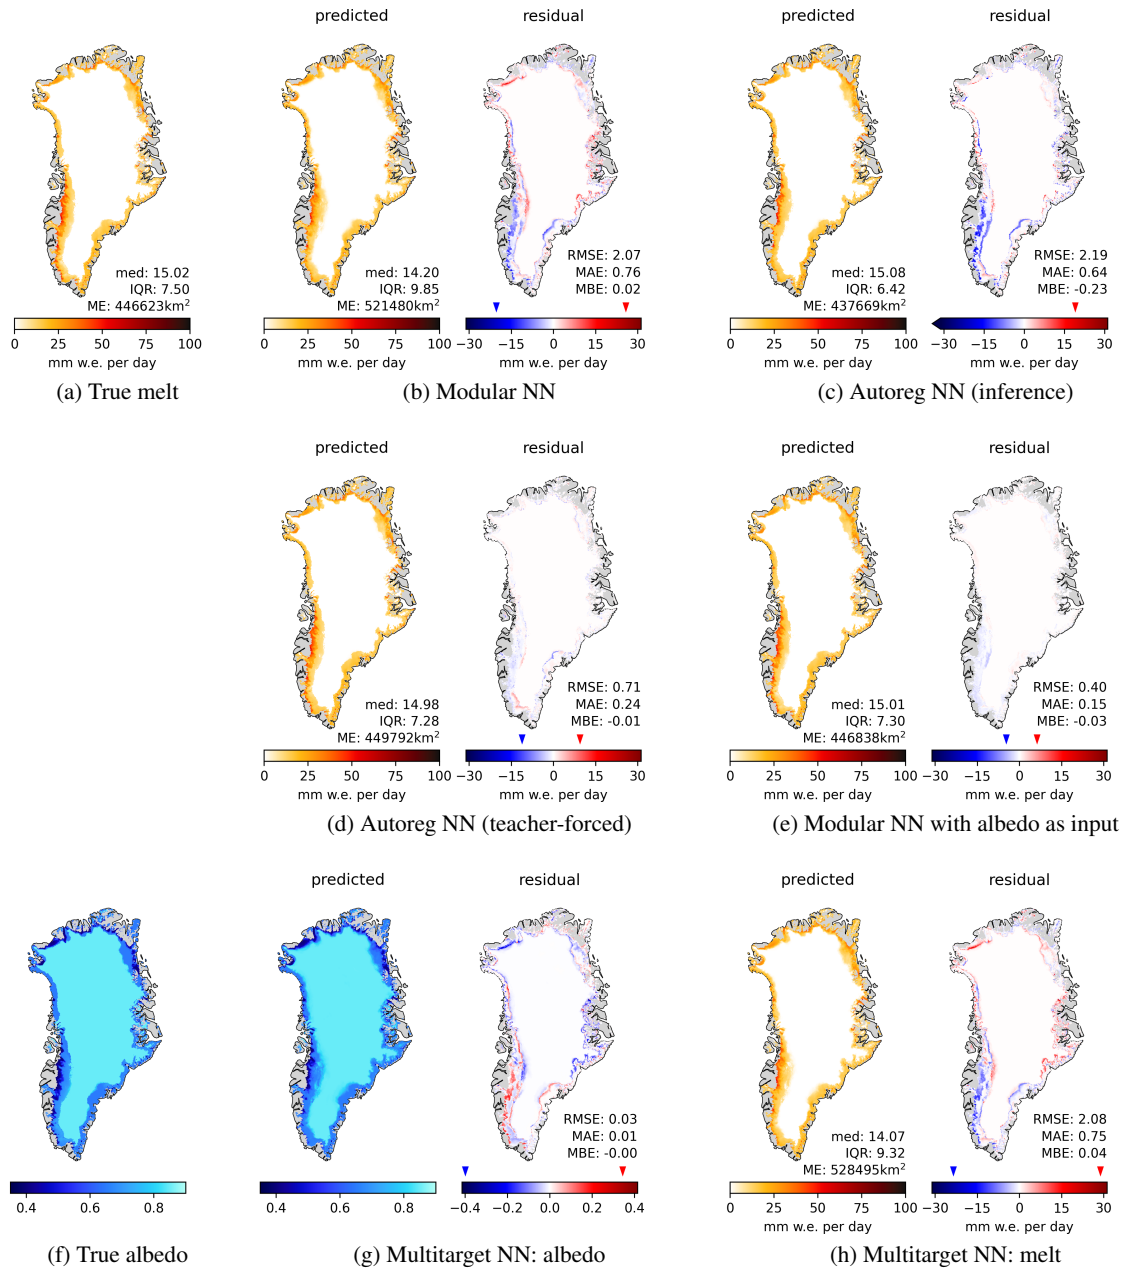 predicted residual predicted residual
med: 15.02
IQR: 7.50
ME: 446623km²
0 25 50 75 100
mm w.e. per day
(a) True melt
med: 14.20
IQR: 9.85
ME: 521480km²
0 25 50 75 100
mm w.e. per day
RMSE: 2.07
MAE: 0.76
MBE: 0.02
−30 −15 0 15 30
mm w.e. per day
(b) Modular NN
med: 15.08
IQR: 6.42
ME: 437669km²
0 25 50 75 100
mm w.e. per day
RMSE: 2.19
MAE: 0.64
MBE: -0.23
−30 −15 0 15 30
mm w.e. per day
(c) Autoreg NN (inference)
predicted residual predicted residual
med: 14.98
IQR: 7.28
ME: 449792km²
0 25 50 75 100
mm w.e. per day
RMSE: 0.71
MAE: 0.24
MBE: -0.01
−30 −15 0 15 30
mm w.e. per day
(d) Autoreg NN (teacher-forced)
med: 15.01
IQR: 7.30
ME: 446838km²
0 25 50 75 100
mm w.e. per day
RMSE: 0.40
MAE: 0.15
MBE: -0.03
−30 −15 0 15 30
mm w.e. per day
(e) Modular NN with albedo as input
predicted residual predicted residual
0.4 0.6 0.8
(f) True albedo
0.4 0.6 0.8
RMSE: 0.03
MAE: 0.01
MBE: -0.00
−0.4 −0.2 0.0 0.2 0.4
(g) Multitarget NN: albedo
med: 14.07
IQR: 9.32
ME: 528495km²
0 25 50 75 100
mm w.e. per day
RMSE: 2.08
MAE: 0.75
MBE: 0.04
−30 −15 0 15 30
mm w.e. per day
(h) Multitarget NN: melt